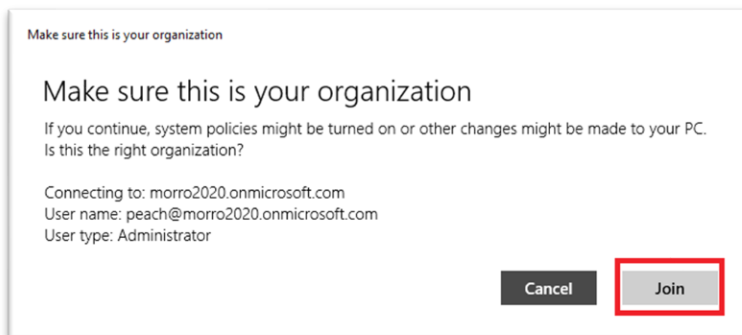 Make sure this is your organization
Make sure this is your organization
If you continue, system policies might be turned on or other changes might be made to your PC.
Is this the right organization?
Connecting to: morro2020.onmicrosoft.com
User name: peach@morro2020.onmicrosoft.com
User type: Administrator
Cancel Join